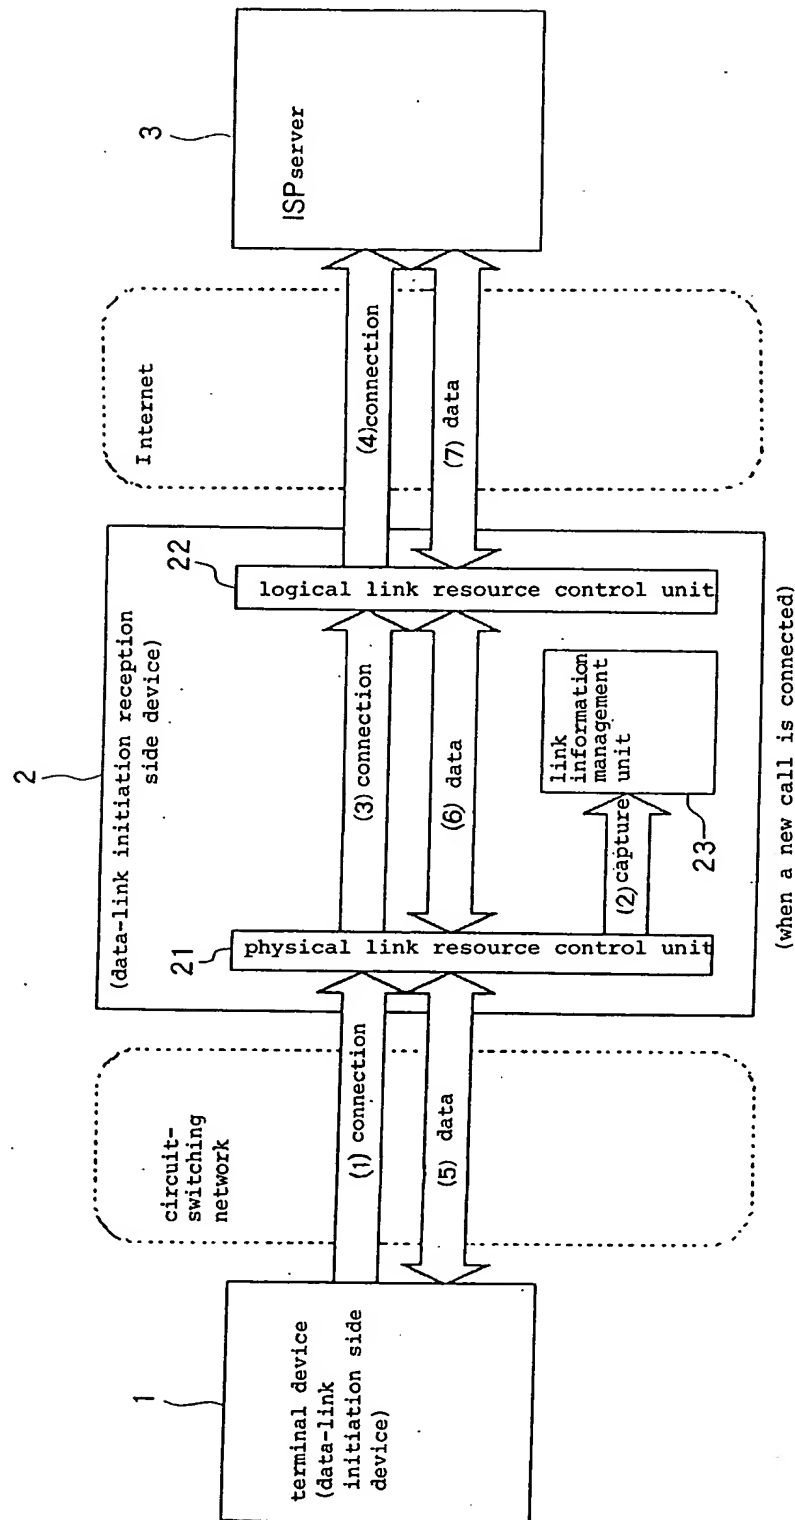 1
terminal device
(data-link
initiation side
device)
circuit-
switching
network
(1) connection
(5) data
2
(data-link initiation reception
side device)
21
physical link resource control unit
(2) capture
(3) connection
(6) data
link
information
management
unit
23
22
logical link resource control unit
Internet
(4)connection
(7) data
3
ISPserver
(when a new call is connected)